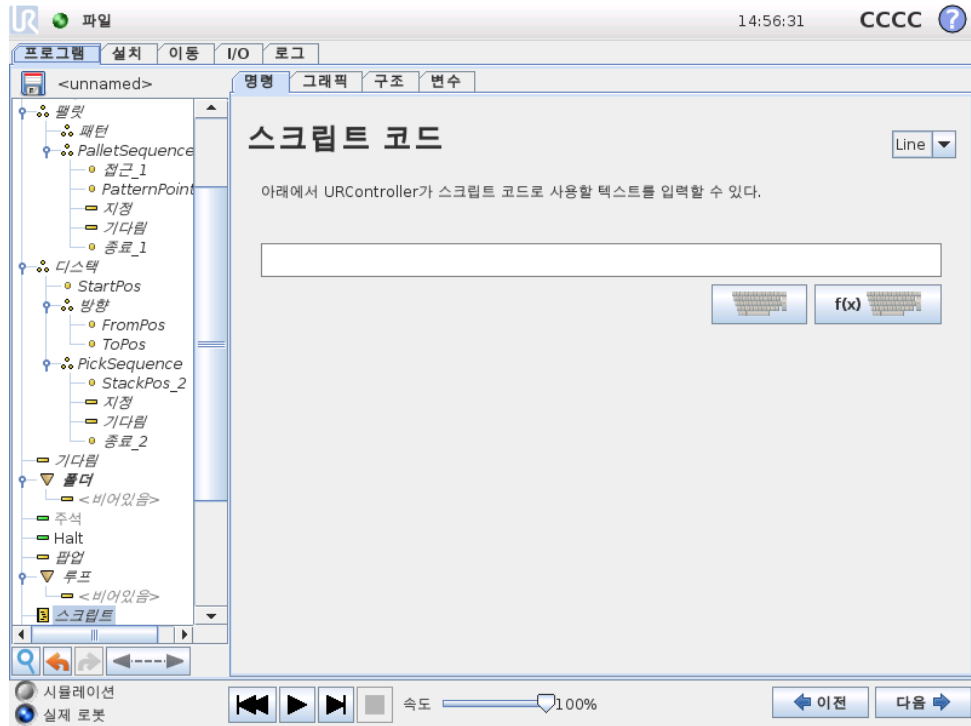 UR 파일 14:56:31 CCCC ?
프로그램 설치 이동 I/O 로그
<unnamed>
명령 그래픽 구조 변수
팰릿
패턴
PalletSequence
접근_1
PatternPoint
지정
기다림
종료_1
디스택
StartPos
방향
FromPos
ToPos
PickSequence
StackPos_2
지정
기다림
종료_2
기다림
폴더
<비어있음>
주석
Halt
팝업
루프
<비어있음>
스크립트
스크립트 코드
Line
아래에서 URController가 스크립트 코드로 사용할 텍스트를 입력할 수 있다.
f(x)
시뮬레이션
실제 로봇
속도 100%
이전 다음